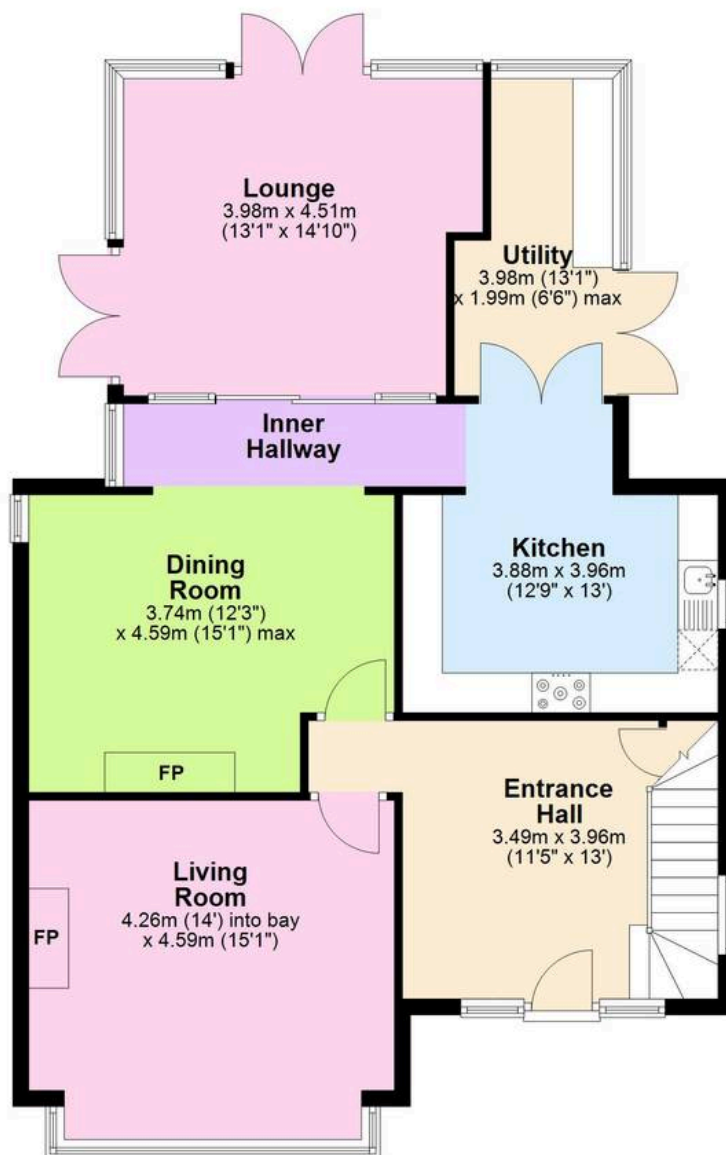 Lounge
3.98m x 4.51m
(13'1" x 14'10")
Utility
3.98m (13'1")
x 1.99m (6'6") max
Inner
Hallway
Dining
Room
3.74m (12'3")
x 4.59m (15'1") max
FP
Kitchen
3.88m x 3.96m
(12'9" x 13')
Entrance
Hall
3.49m x 3.96m
(11'5" x 13')
Living
Room
4.26m (14') into bay
x 4.59m (15'1")
FP